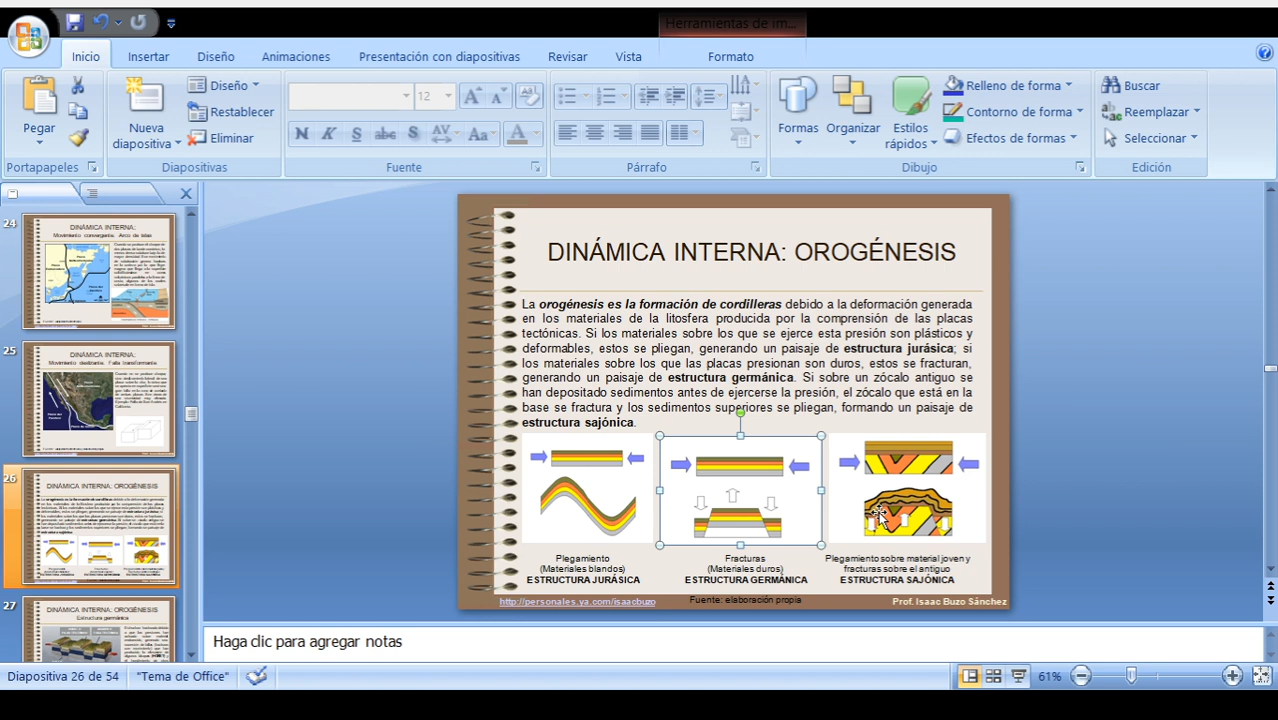 Herramientas de im...
Inicio Insertar Diseño Animaciones Presentación con diapositivas Revisar Vista Formato
Pegar
Portapapeles
Nueva diapositiva
Diseño
Restablecer
Eliminar
Diapositivas
12
N K S abc S AV Aa A
Fuente
Párrafo
Formas
Organizar
Estilos rápidos
Relleno de forma
Contorno de forma
Efectos de formas
Dibujo
Buscar
Reemplazar
Seleccionar
Edición
24
DINÁMICA INTERNA:
Movimiento convergente. Arco de islas
25
DINÁMICA INTERNA:
Movimiento deslizante. Falla transformante.
26
DINÁMICA INTERNA: OROGÉNESIS
27
DINÁMICA INTERNA: OROGÉNESIS
Estructura germánica
DINÁMICA INTERNA: OROGÉNESIS
La orogénesis es la formación de cordilleras debido a la deformación generada
en los materiales de la litosfera producida por la comprensión de las placas
tectónicas. Si los materiales sobre los que se ejerce esta presión son plásticos y
deformables, estos se pliegan, generando un paisaje de estructura jurásica; si
los materiales sobre los que las placas presionan son duros, estos se fracturan,
generando un paisaje de estructura germánica. Si sobre un zócalo antiguo se
han depositado sedimentos antes de ejercerse la presión, el zócalo que está en la
base se fractura y los sedimentos superiores se pliegan, formando un paisaje de
estructura sajónica.
Plegamiento
(Materiales blandos)
ESTRUCTURA JURÁSICA
Fracturas
(Materiales duros)
ESTRUCTURA GERMÁNICA
Plegamiento sobre material joven y
fracturas sobre el antiguo
ESTRUCTURA SAJÓNICA
http://personales.ya.com/isaacbuzo
Fuente: elaboración propia
Prof. Isaac Buzo Sánchez
Haga clic para agregar notas
Diapositiva 26 de 54
"Tema de Office"
61%